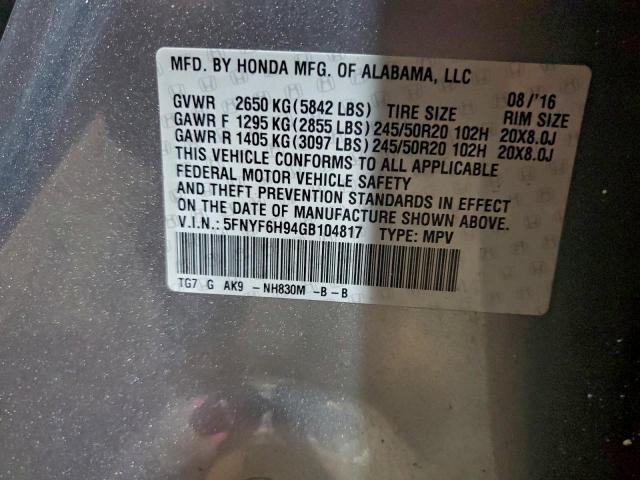 MFD. BY HONDA MFG. OF ALABAMA, LLC
08/'16
GVWR 2650 KG(5842 LBS) TIRE SIZE RIM SIZE
GAWR F 1295 KG(2855 LBS)245/50R20 102H 20X8.0J
GAWR R 1405 KG(3097 LBS)245/50R20 102H 20X8.0J
THIS VEHICLE CONFORMS TO ALL APPLICABLE
FEDERAL MOTOR VEHICLE SAFETY
AND THEFT PREVENTION STANDARDS IN EFFECT
ON THE DATE OF MANUFACTURE SHOWN ABOVE.
V.I.N.: 5FNYF6H94GB104817 TYPE: MPV
TG7 G AK9 - NH830M -B - B